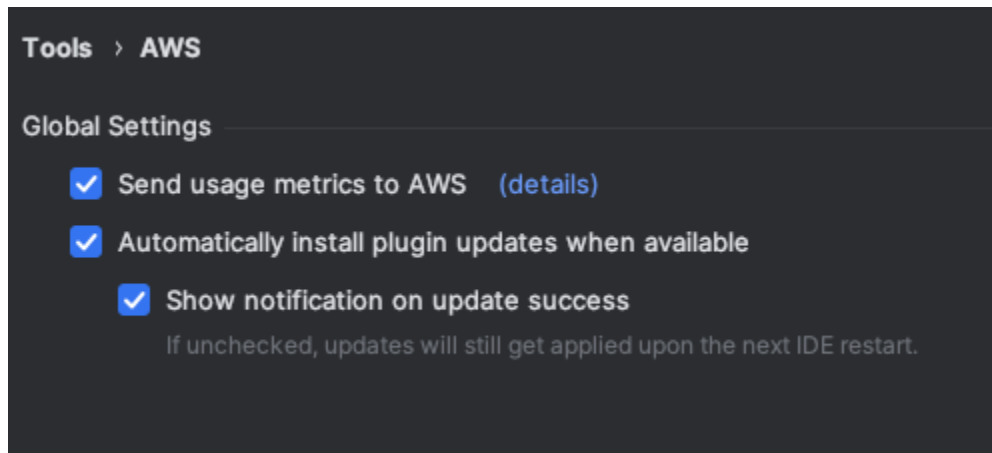 Tools › AWS
Global Settings
Send usage metrics to AWS (details)
Automatically install plugin updates when available
Show notification on update success
If unchecked, updates will still get applied upon the next IDE restart.